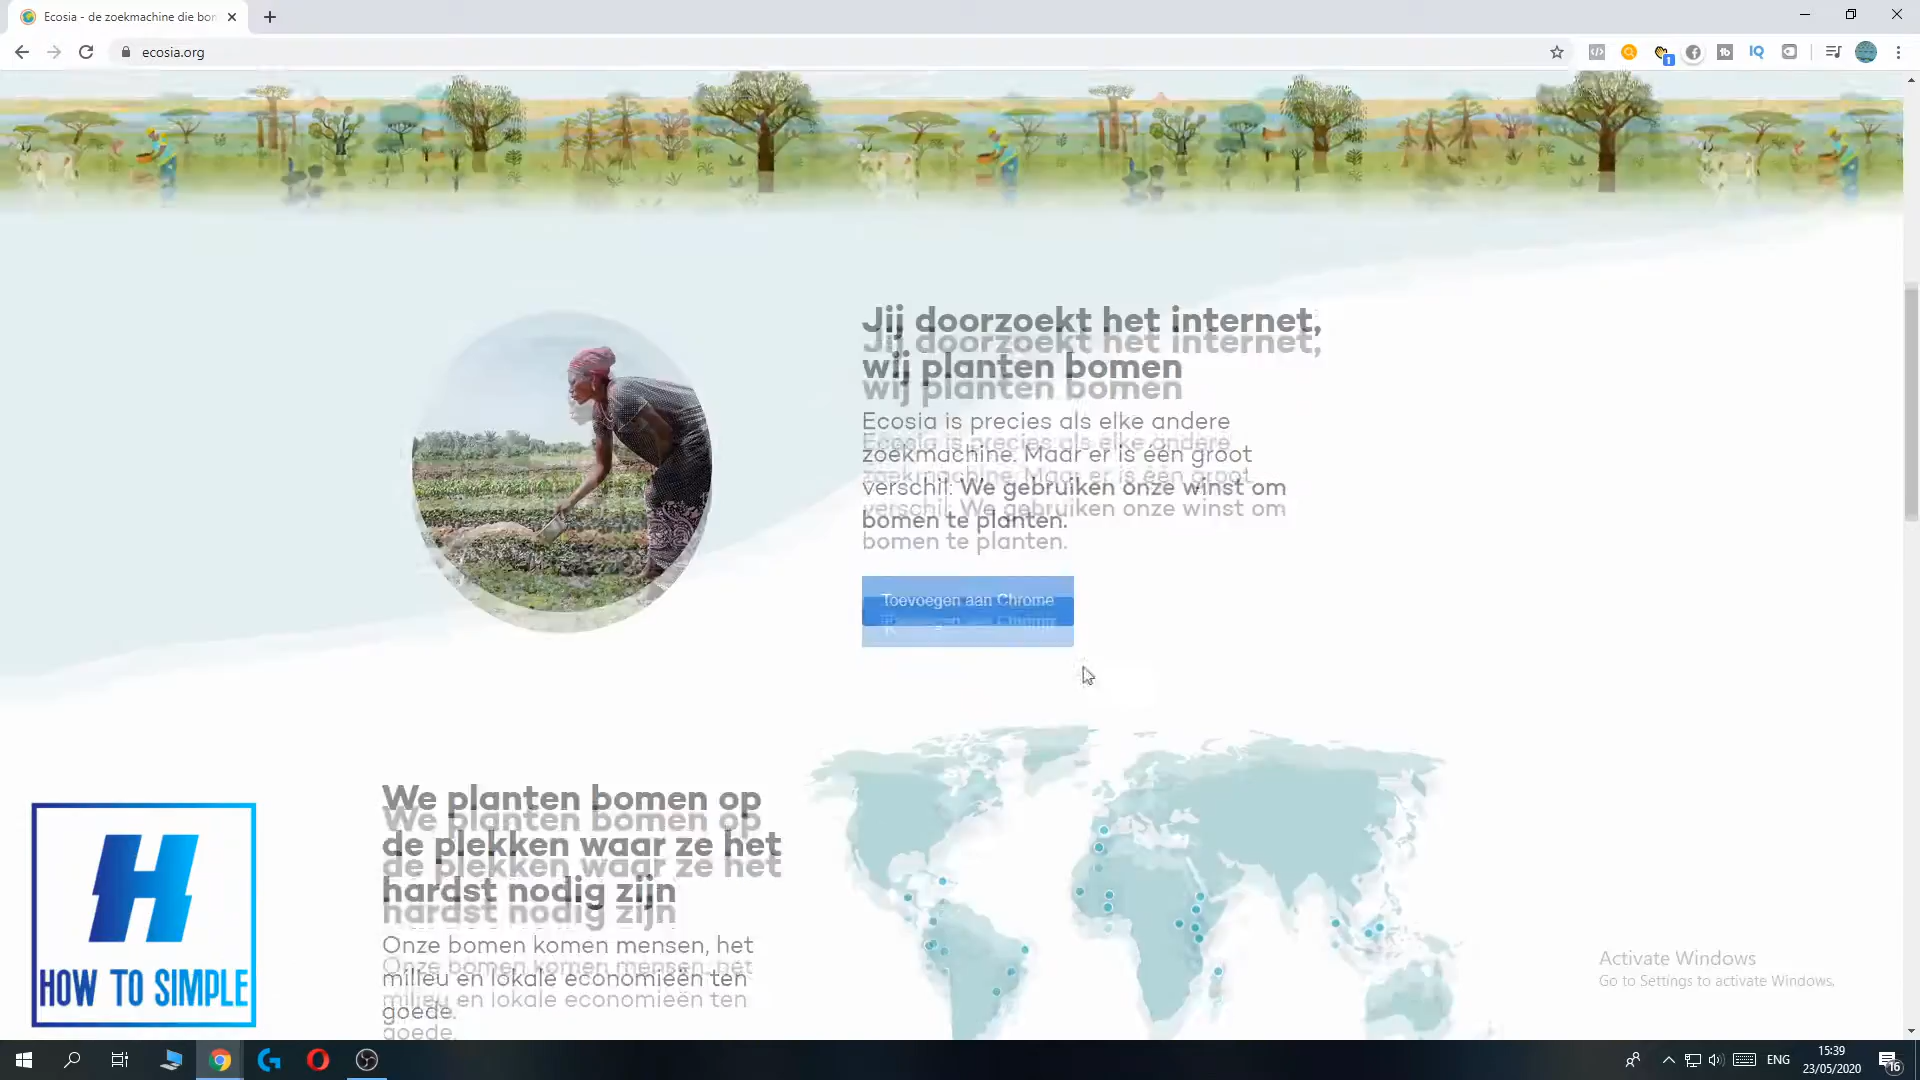 Ecosia - de zoekmachine die bom
ecosia.org
IQ
1
Jij doorzoekt het internet,
wij planten bomen
Ecosia is precies als elke andere
zoekmachine. Maar er is één groot
verschil: We gebruiken onze winst om
bomen te planten.
Toevoegen aan Chrome
We planten bomen op
de plekken waar ze het
hardst nodig zijn
Onze bomen komen mensen, het
milieu en lokale economieën ten
goede.
H
HOW TO SIMPLE
Activate Windows
Go to Settings to activate Windows.
ENG
15:39
23/05/2020
16